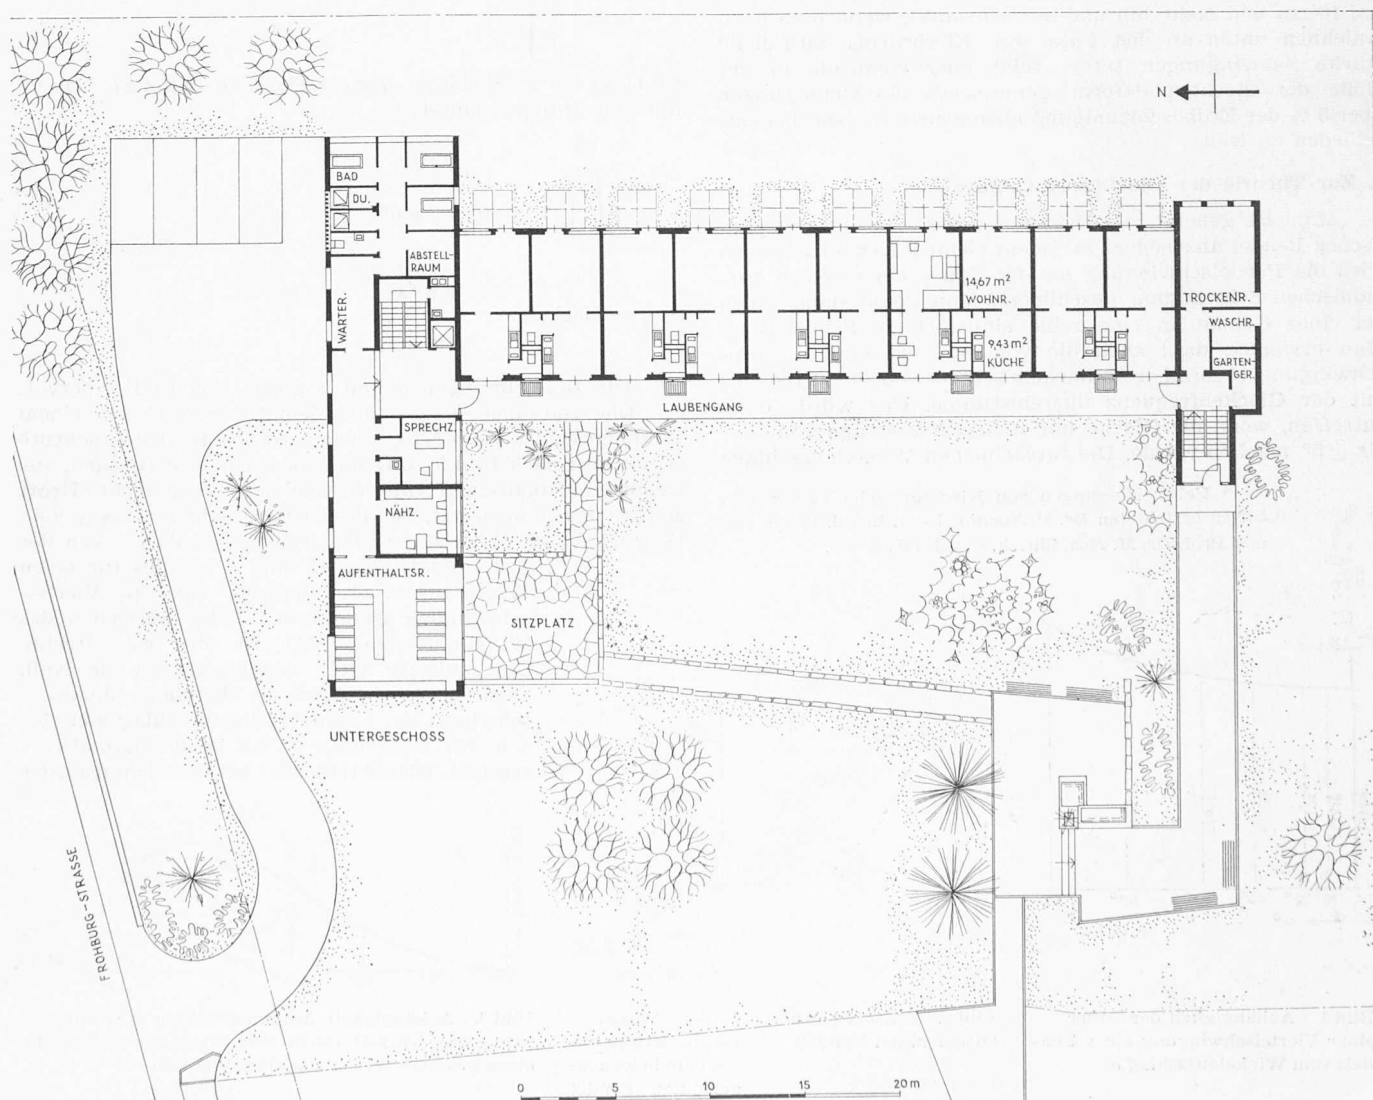 N
BAD
DU.
ABSTELL-
RAUM
WARTER.
14,67 m²
WOHNR.
9,43 m²
KÜCHE
TROCKENR.
WASCHR.
GARTEN
GER.
LAUBENGANG
SPRECHZ.
NÄHZ.
AUFENTHALTSR.
SITZPLATZ
UNTERGESCHOSS
FROHBURG-STRASSE
0 5 10 15 20 m